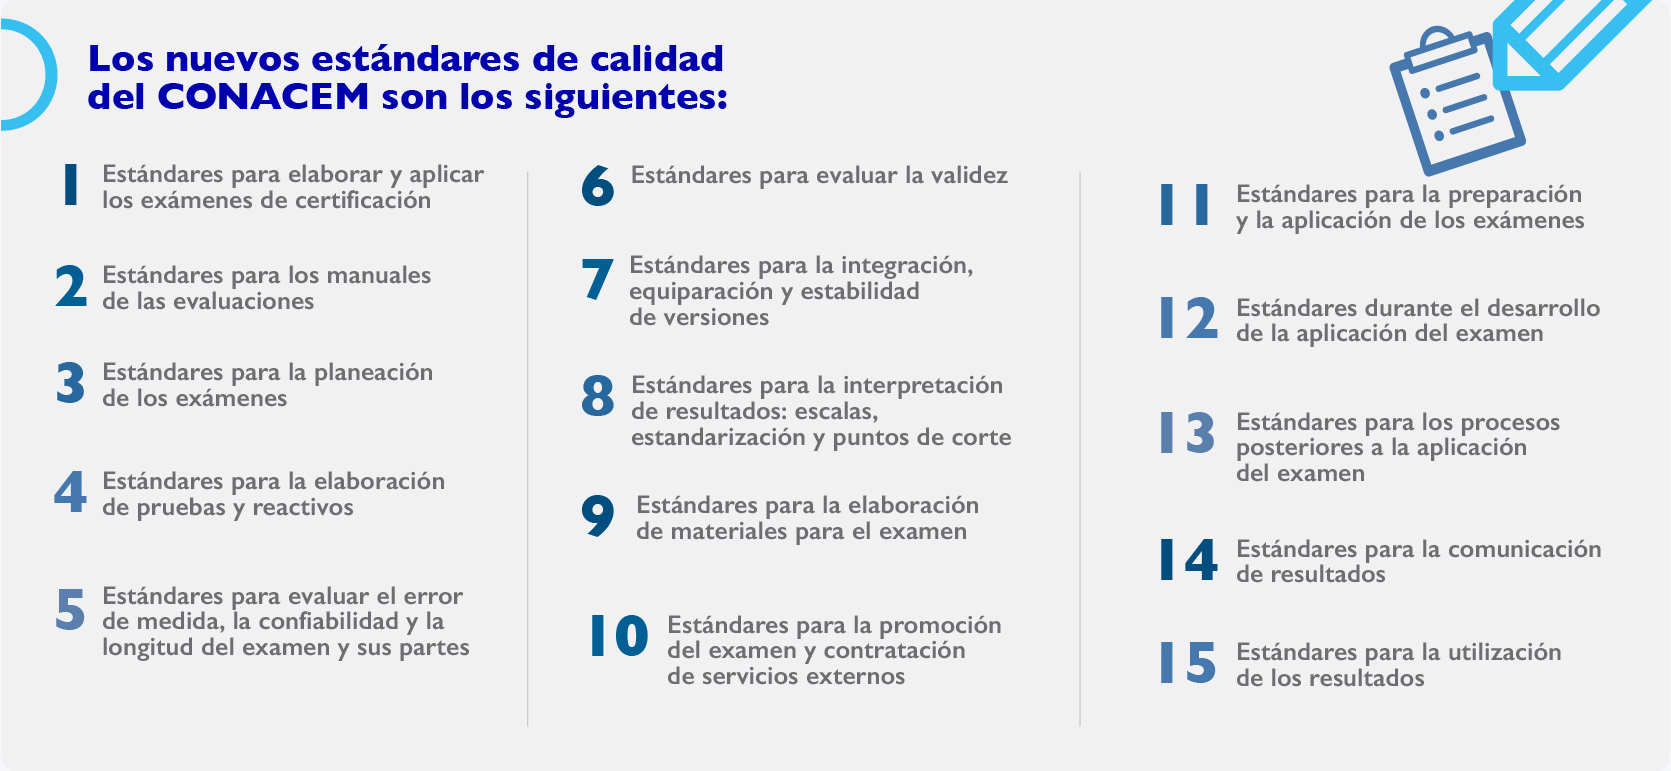 Los nuevos estándares de calidad
del CONACEM son los siguientes:
1 Estándares para elaborar y aplicar
los exámenes de certificación
2 Estándares para los manuales
de las evaluaciones
3 Estándares para la planeación
de los exámenes
4 Estándares para la elaboración
de pruebas y reactivos
5 Estándares para evaluar el error
de medida, la confiabilidad y la
longitud del examen y sus partes
6 Estándares para evaluar la validez
7 Estándares para la integración,
equiparación y estabilidad
de versiones
8 Estándares para la interpretación
de resultados: escalas,
estandarización y puntos de corte
9 Estándares para la elaboración
de materiales para el examen
10 Estándares para la promoción
del examen y contratación
de servicios externos
11 Estándares para la preparación
y la aplicación de los exámenes
12 Estándares durante el desarrollo
de la aplicación del examen
13 Estándares para los procesos
posteriores a la aplicación
del examen
14 Estándares para la comunicación
de resultados
15 Estándares para la utilización
de los resultados